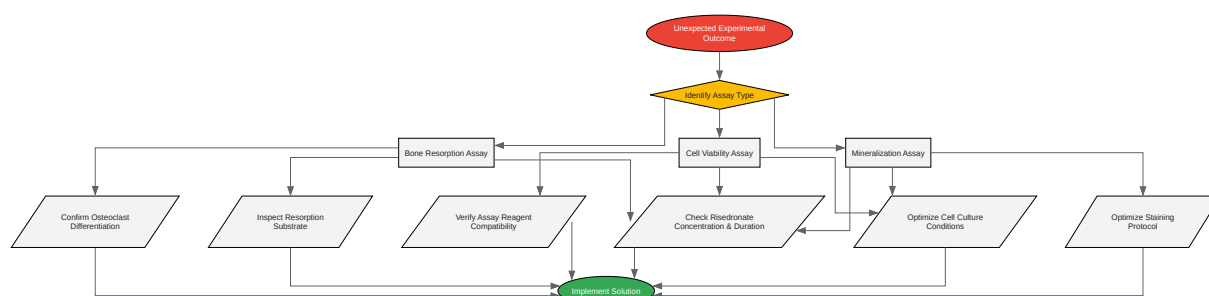 Unexpected Experimental
Outcome
Identify Assay Type
Bone Resorption Assay
Cell Viability Assay
Mineralization Assay
Confirm Osteoclast
Differentiation
Inspect Resorption
Substrate
Verify Assay Reagent
Compatibility
Check Risedronate
Concentration & Duration
Optimize Cell Culture
Conditions
Optimize Staining
Protocol
Implement Solution